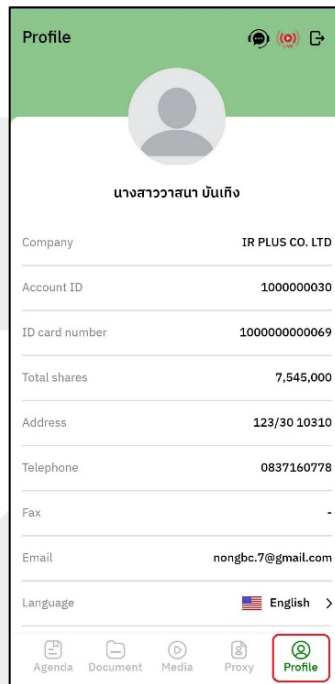 Profile
LIVE
นางสาววาสนา บันเทิง
Company IR PLUS CO. LTD
Account ID 1000000030
ID card number 1000000000069
Total shares 7,545,000
Address 123/30 10310
Telephone 0837160778
Fax -
Email nongbc.7@gmail.com
Language English >
Agenda Document Media Proxy Profile